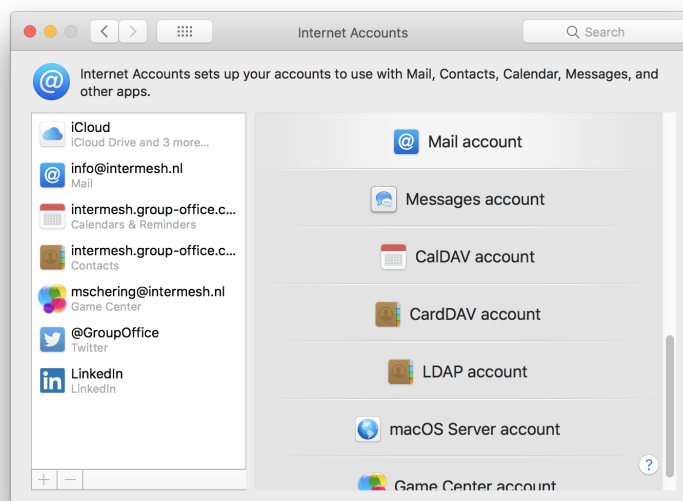 Internet Accounts
Search
Internet Accounts sets up your accounts to use with Mail, Contacts, Calendar, Messages, and
other apps.
iCloud
iCloud Drive and 3 more...
info@intermesh.nl
Mail
intermesh.group-office.c...
Calendars & Reminders
intermesh.group-office.c...
Contacts
mschering@intermesh.nl
Game Center
@GroupOffice
Twitter
LinkedIn
LinkedIn
Mail account
Messages account
CalDAV account
CardDAV account
LDAP account
macOS Server account
Game Center account